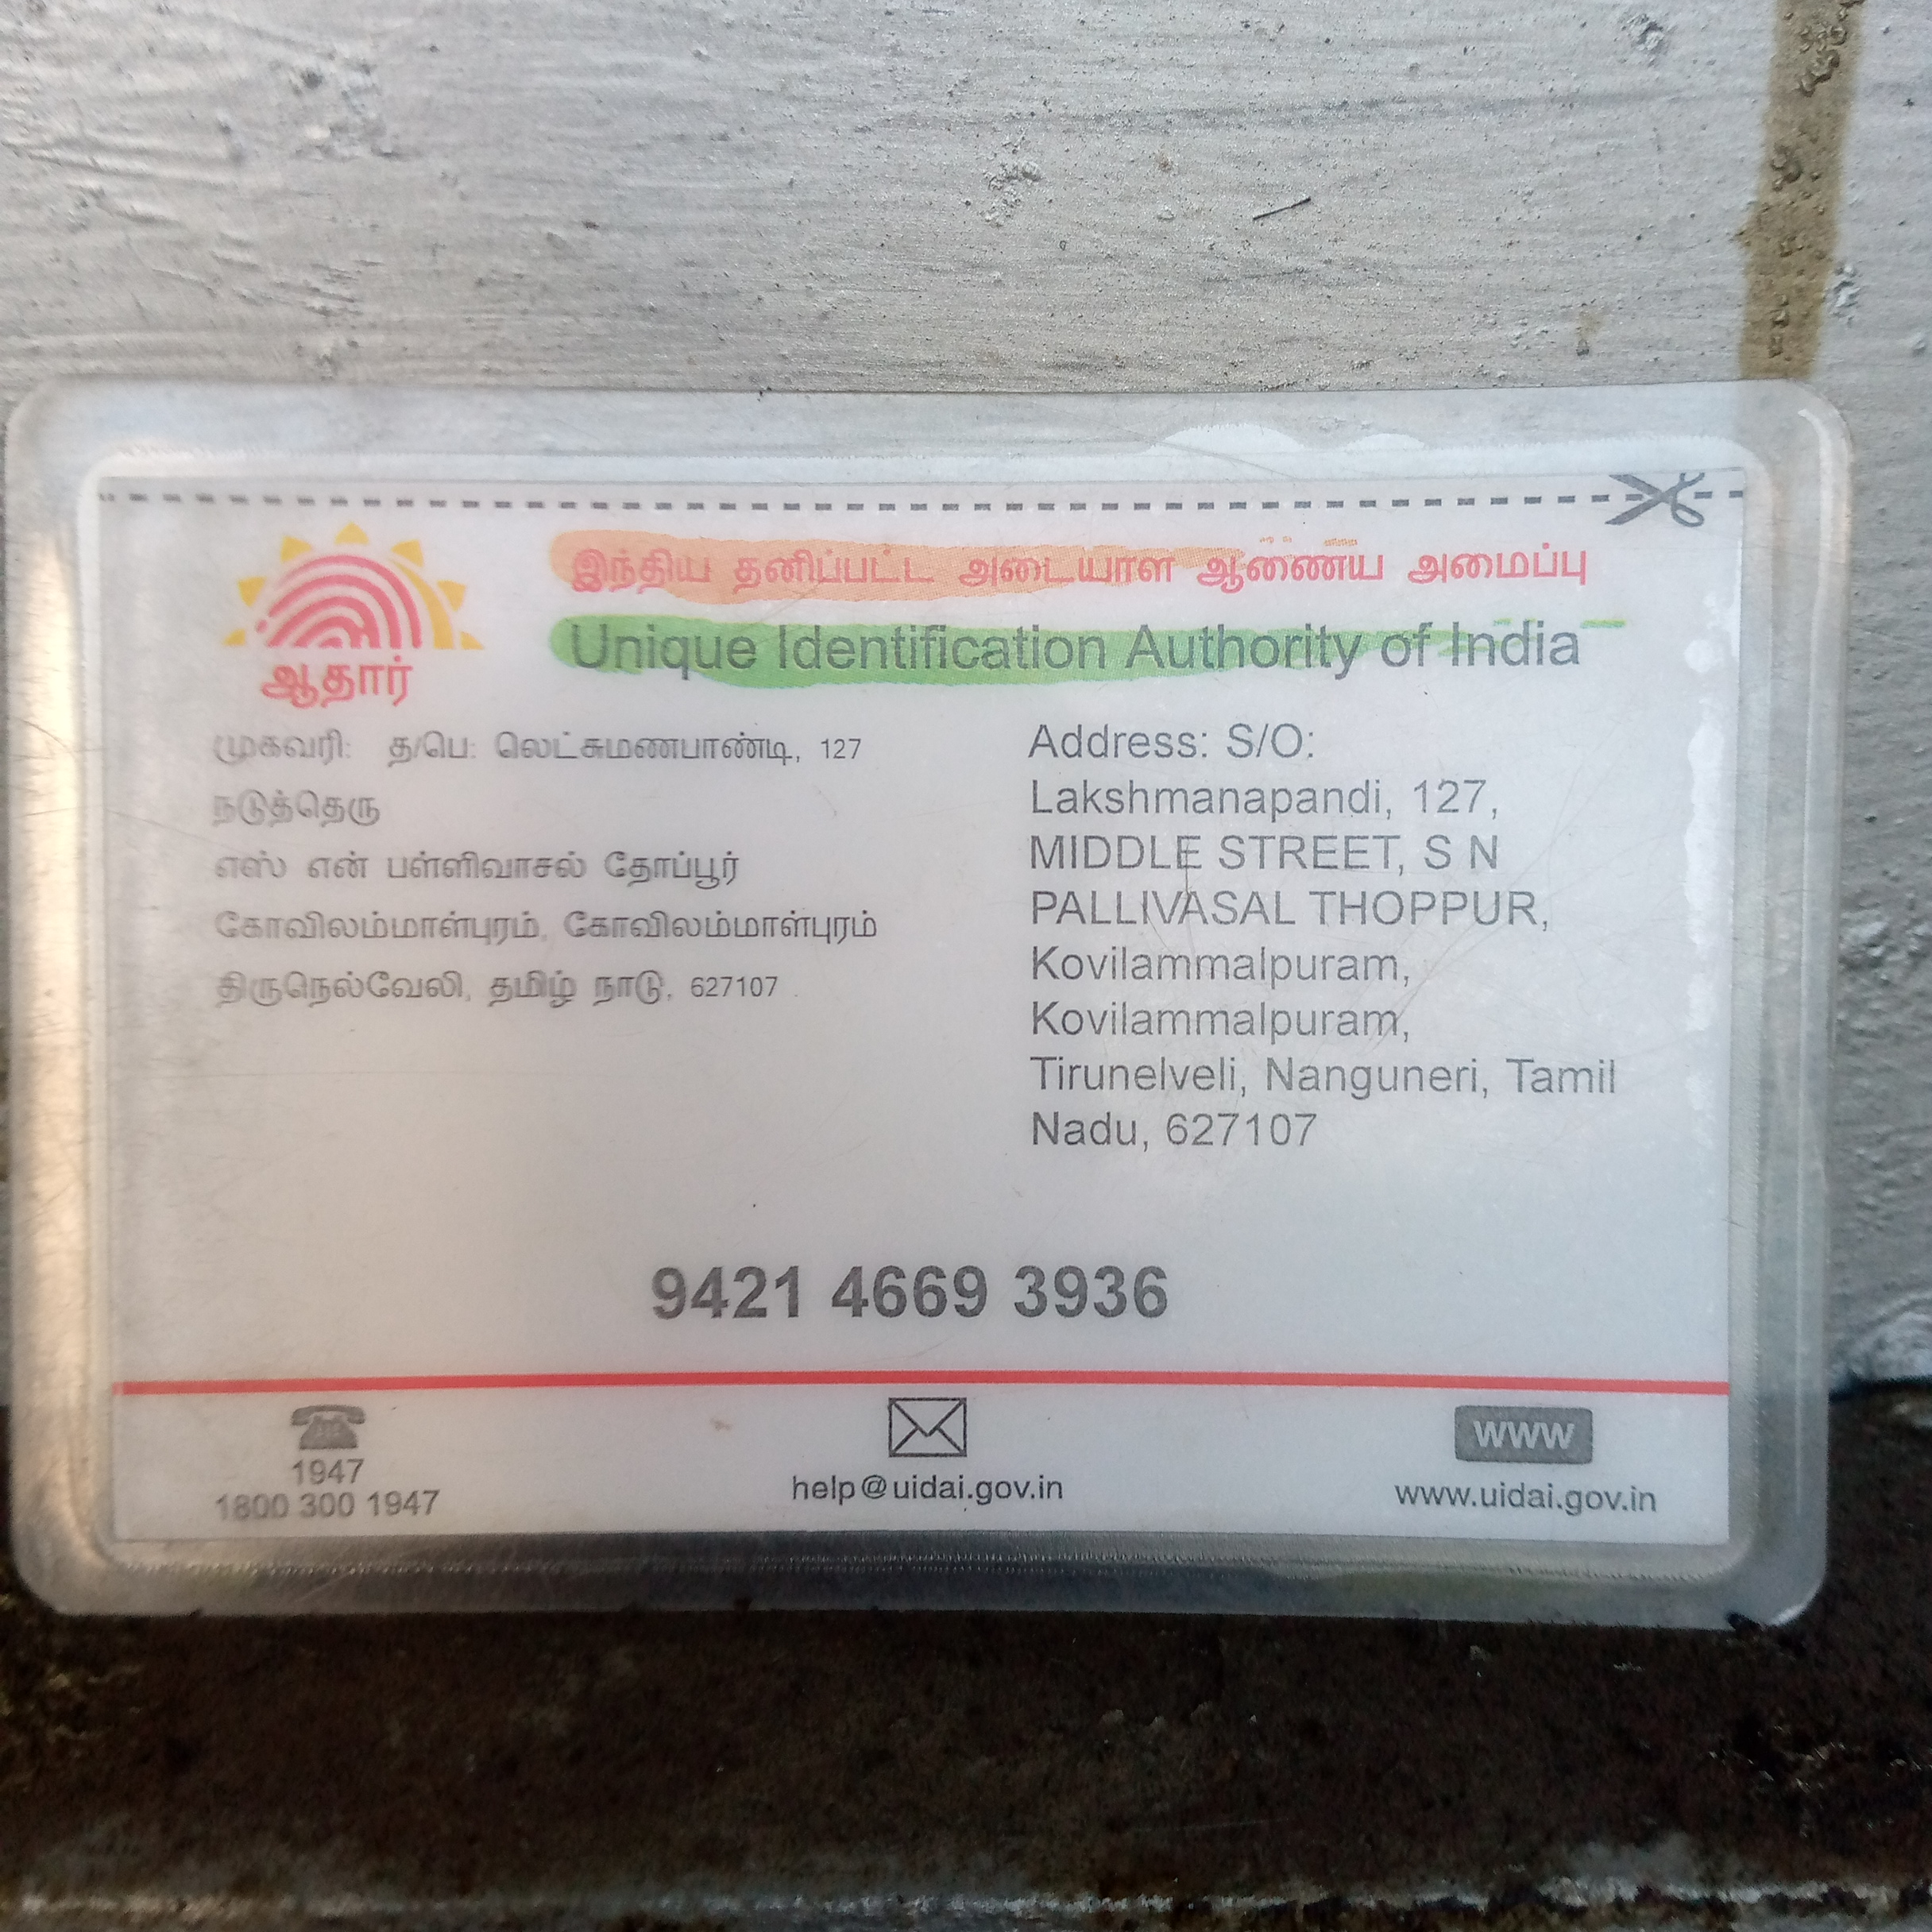 இந்திய தனிப்பட்ட அடையாள ஆணைய அமைப்பு
Unique Identification Authority of India
ஆதார்
முகவரி: த/பெ: லெட்சுமணபாண்டி, 127
நடுத்தெரு
எஸ் என் பள்ளிவாசல் தோப்பூர்
கோவிலம்மாள்புரம், கோவிலம்மாள்புரம்
திருநெல்வேலி, தமிழ் நாடு, 627107
Address: S/O:
Lakshmanapandi, 127,
MIDDLE STREET, S N
PALLIVASAL THOPPUR,
Kovilammalpuram,
Kovilammalpuram,
Tirunelveli, Nanguneri, Tamil
Nadu, 627107
9421 4669 3936
1947
1800 300 1947
help@uidai.gov.in
www
www.uidai.gov.in